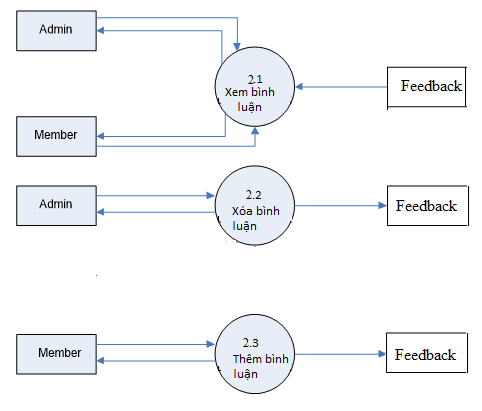 Admin
2.1
Xem bình
luận
Feedback
Member
Admin
2.2
Xóa bình
luận
Feedback
Member
2.3
Thêm bình
luận
Feedback